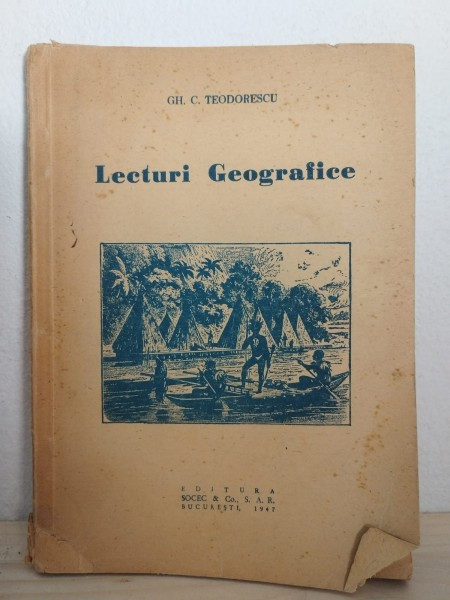 GH. C. TEODORESCU
Lecturi Geografice
EDITURA
SOCEC & Co., S. A. R.
BUCUREȘTI, 1947